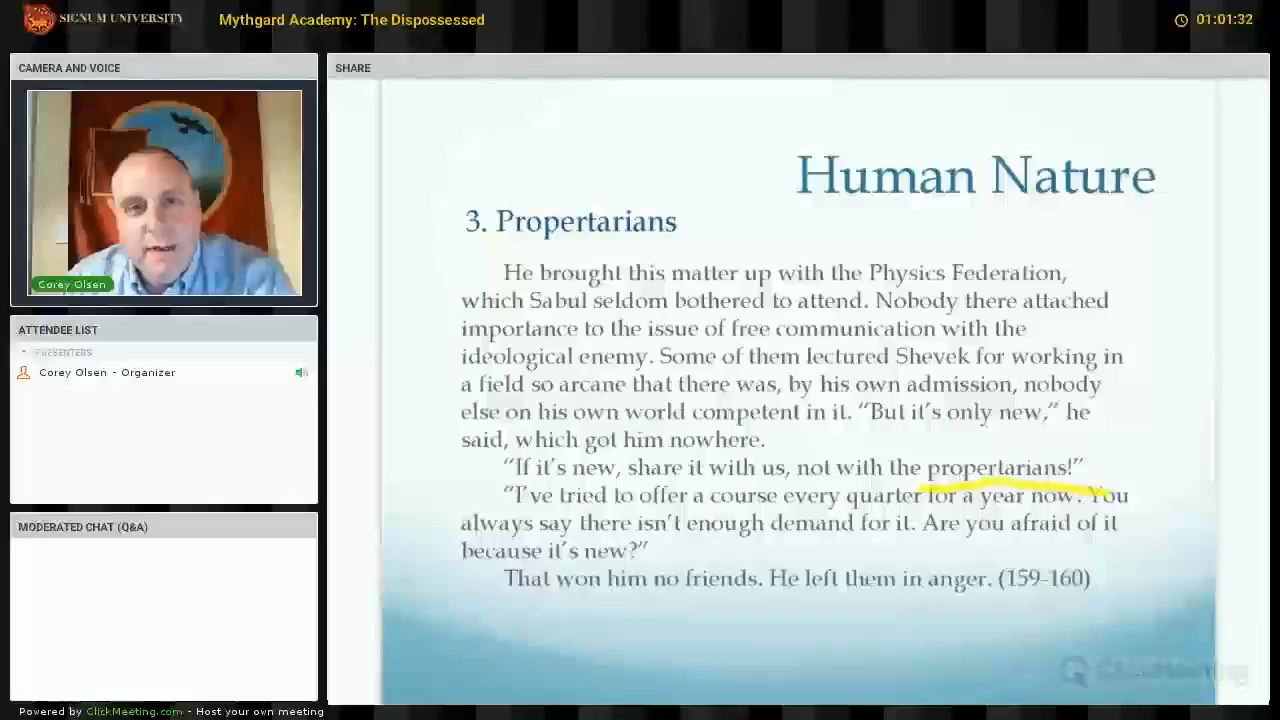 SIGNUM UNIVERSITY
Mythgard Academy: The Dispossessed
01:01:32
CAMERA AND VOICE
Corey Olsen
ATTENDEE LIST
PRESENTERS
Corey Olsen - Organizer
MODERATED CHAT (Q&A)
SHARE
Human Nature
3. Propertarians
He brought this matter up with the Physics Federation,
which Sabul seldom bothered to attend. Nobody there attached
importance to the issue of free communication with the
ideological enemy. Some of them lectured Shevek for working in
a field so arcane that there was, by his own admission, nobody
else on his own world competent in it. “But it’s only new,” he
said, which got him nowhere.
“If it’s new, share it with us, not with the propertarians!”
“I’ve tried to offer a course every quarter for a year now. You
always say there isn’t enough demand for it. Are you afraid of it
because it’s new?”
That won him no friends. He left them in anger. (159-160)
ClickMeeting
Powered by ClickMeeting.com - Host your own meeting